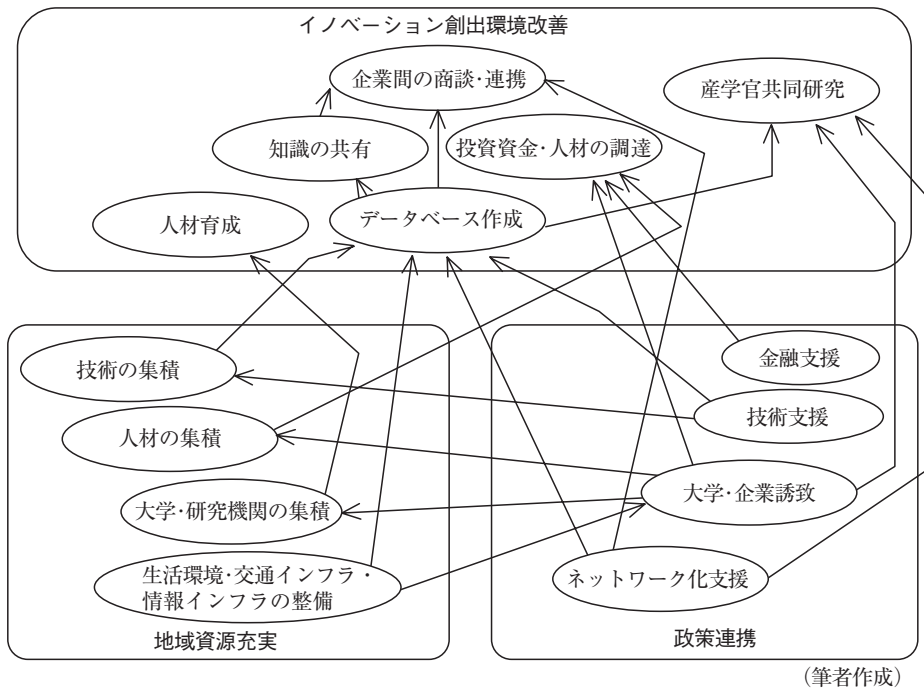 イノベーション創出環境改善
企業間の商談・連携
産学官共同研究
知識の共有
投資資金・人材の調達
人材育成
データベース作成
技術の集積
人材の集積
大学・研究機関の集積
生活環境・交通インフラ・
情報インフラの整備
地域資源充実
金融支援
技術支援
大学・企業誘致
ネットワーク化支援
政策連携
(筆者作成)